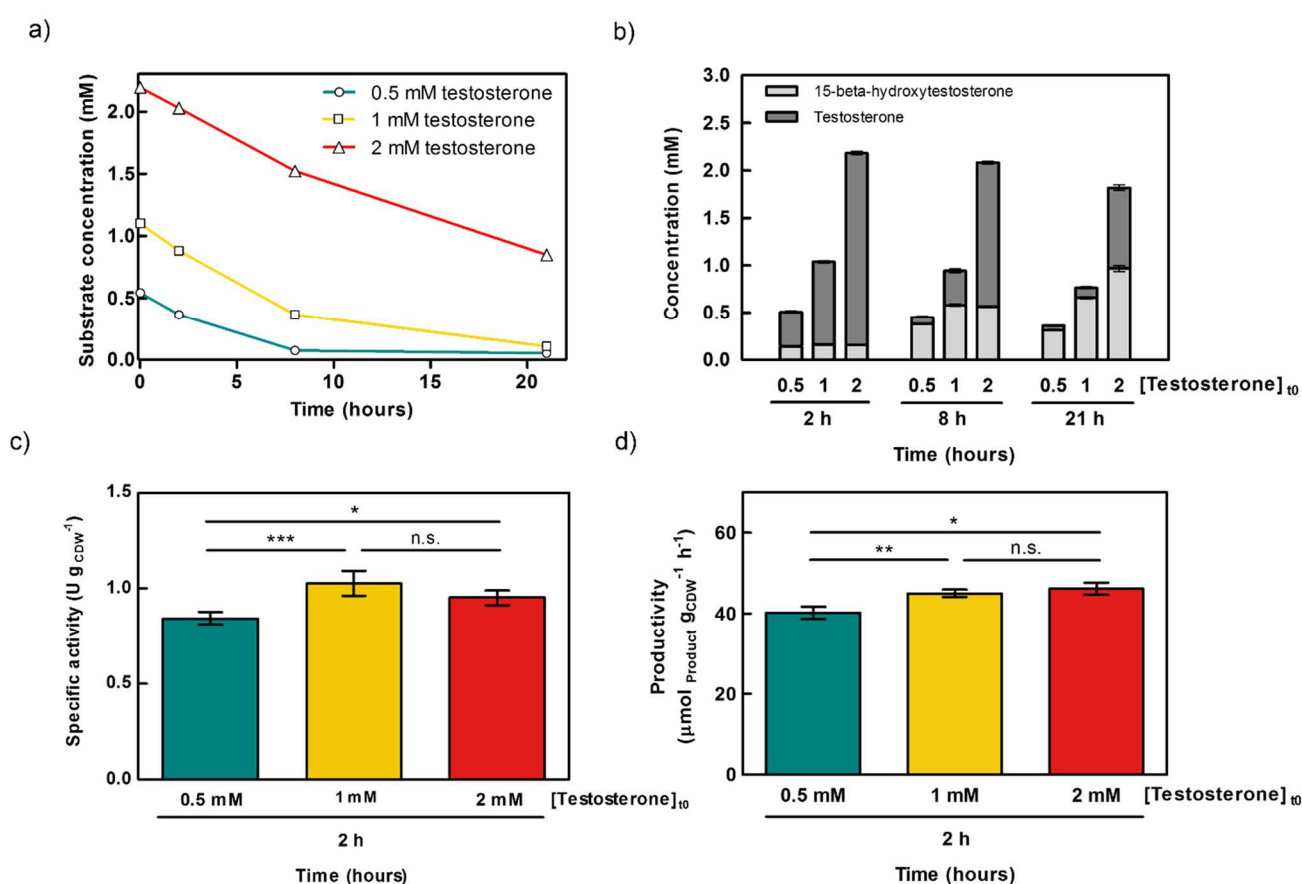 a)
Substrate concentration (mM)
2.0
1.5
1.0
0.5
0.0
0.5 mM testosterone
1 mM testosterone
2 mM testosterone
0 5 10 15 20
Time (hours)
b)
Concentration (mM)
3.0
2.5
2.0
1.5
1.0
0.5
0.0
15-beta-hydroxytestosterone
Testosterone
0.5 1 2 0.5 1 2 0.5 1 2 [Testosterone] t0
2 h 8 h 21 h
Time (hours)
c)
Specific activity (U g CDW -1)
1.5
1.0
0.5
0.0
*
*** n.s.
0.5 mM 1 mM 2 mM [Testosterone] t0
2 h
Time (hours)
d)
Productivity
(μmol Product gCDW-1 h-1)
60
40
20
0
*
** n.s.
0.5 mM 1 mM 2 mM [Testosterone] t0
2 h
Time (hours)